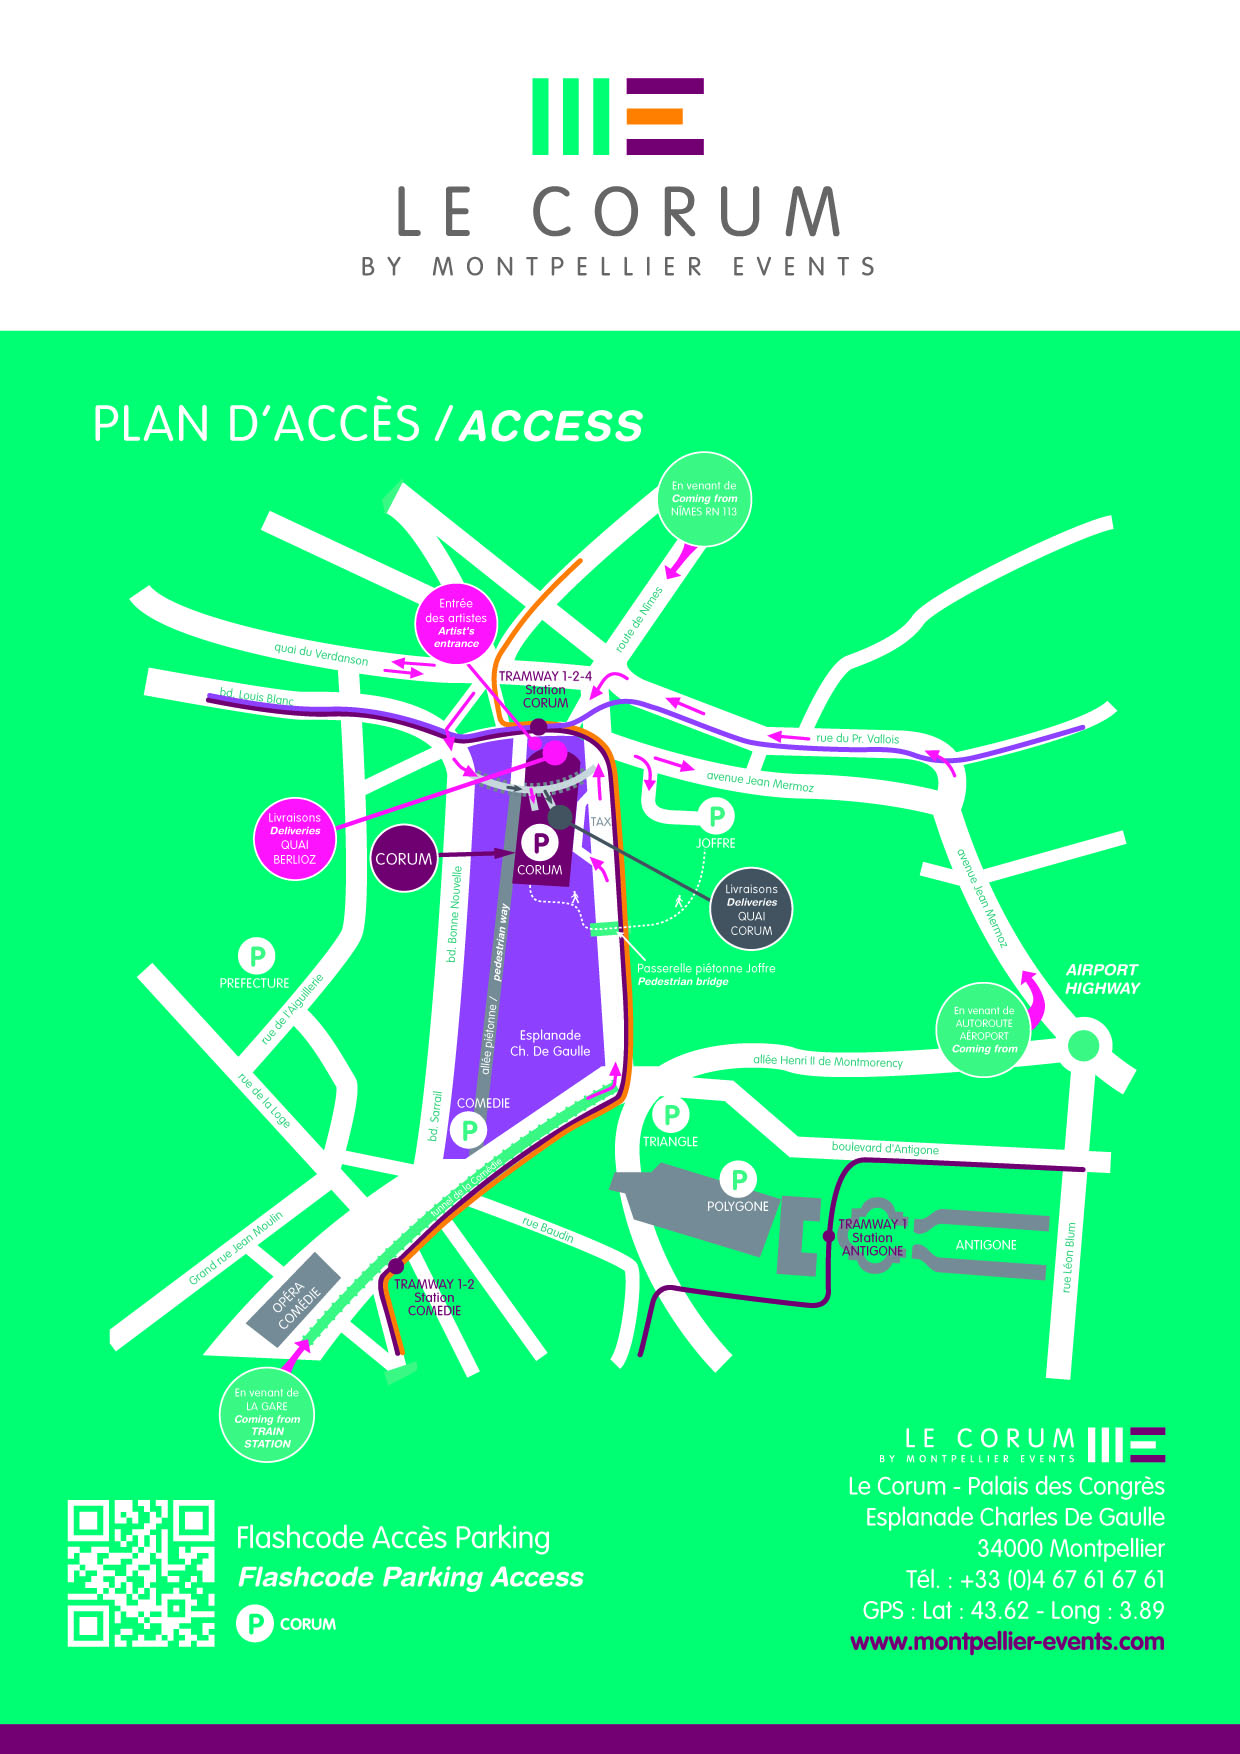 LE CORUM
BY MONTPELLIER EVENTS
PLAN D'ACCÈS / ACCESS
En venant de
Coming from
NÎMES RN 113
route de Nîmes
Entrée
des artistes
Artist's
entrance
quai du Verdanson
bd. Louis Blanc
TRAMWAY 1-2-4
Station
CORUM
rue du Pr. Vallois
avenue Jean Mermoz
P
JOFFRE
TAX
Livraisons
Deliveries
QUAI
BERLIOZ
CORUM
P
CORUM
Livraisons
Deliveries
QUAI
CORUM
avenue Jean Mermoz
bd. Bonne Nouvelle
allée piétonne / pedestrian way
Passerelle piétonne Joffre
Pedestrian bridge
P
PREFECTURE
rue de l'Aiguillerie
AIRPORT
HIGHWAY
En venant de
AUTOROUTE
AÉROPORT
Coming from
Esplanade
Ch. De Gaulle
allée Henri II de Montmorency
rue de la Loge
bd. Sarrail
COMEDIE
P
P
TRIANGLE
boulevard d'Antigone
tunnel de la Comédie
P
POLYGONE
Grand rue Jean Moulin
rue Baudin
TRAMWAY 1
Station
ANTIGONE
ANTIGONE
rue Léon Blum
OPÉRA
COMÉDIE
TRAMWAY 1-2
Station
COMEDIE
En venant de
LA GARE
Coming from
TRAIN
STATION
LE CORUM
BY MONTPELLIER EVENTS
Le Corum - Palais des Congrès
Esplanade Charles De Gaulle
34000 Montpellier
Tél. : +33 (0)4 67 61 67 61
GPS : Lat : 43.62 - Long : 3.89
www.montpellier-events.com
Flashcode Accès Parking
Flashcode Parking Access
P CORUM